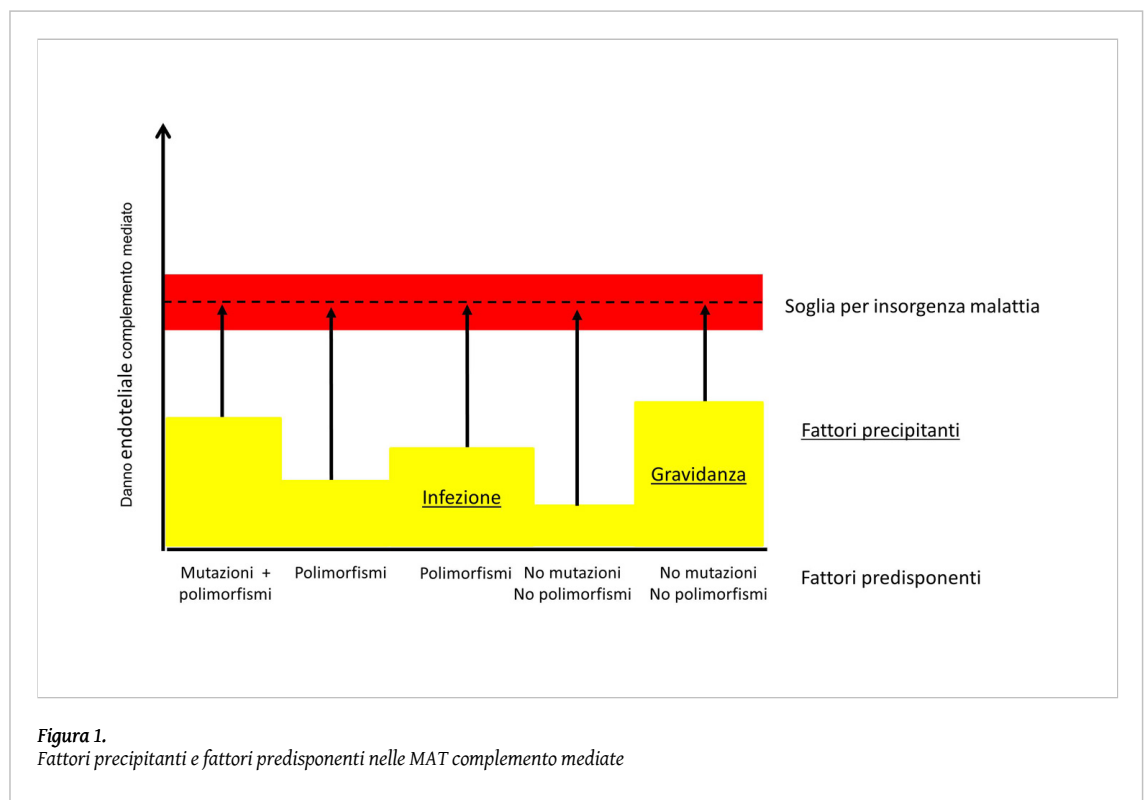 Danno endoteliale complemento mediato
Soglia per insorgenza malattia
Fattori precipitanti
Gravidanza
Infezione
Mutazioni +
polimorfismi
Polimorfismi
Polimorfismi
No mutazioni
No polimorfismi
No mutazioni
No polimorfismi
Fattori predisponenti
Figura 1.
Fattori precipitanti e fattori predisponenti nelle MAT complemento mediate